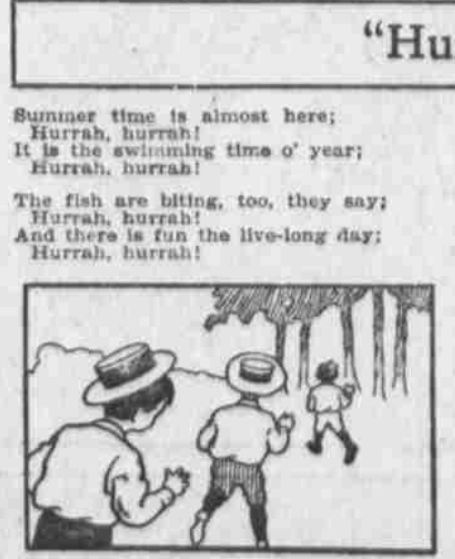 “Hu
Summer time is almost here;
Hurrah, hurrah!
It is the swimming time o' year;
Hurrah, hurrah!
The fish are biting, too, they say;
Hurrah, hurrah!
And there is fun the live-long day;
Hurrah, hurrah!